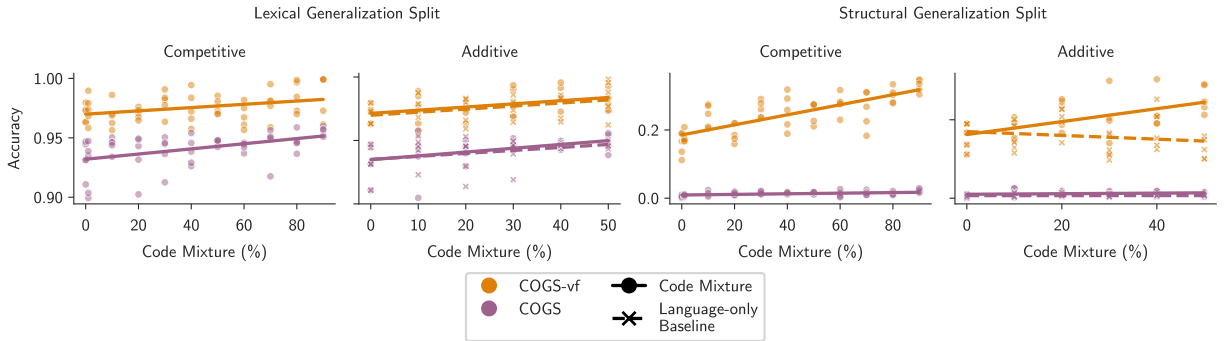 Lexical Generalization Split
Structural Generalization Split
Competitive
Additive
Competitive
Additive
Accuracy
1.00
0.95
0.90
0.2
0.0
0 20 40 60 80
0 10 20 30 40 50
0 20 40 60 80
0 20 40
Code Mixture (%)
Code Mixture (%)
Code Mixture (%)
Code Mixture (%)
COGS-vf
COGS
Code Mixture
Language-only
Baseline